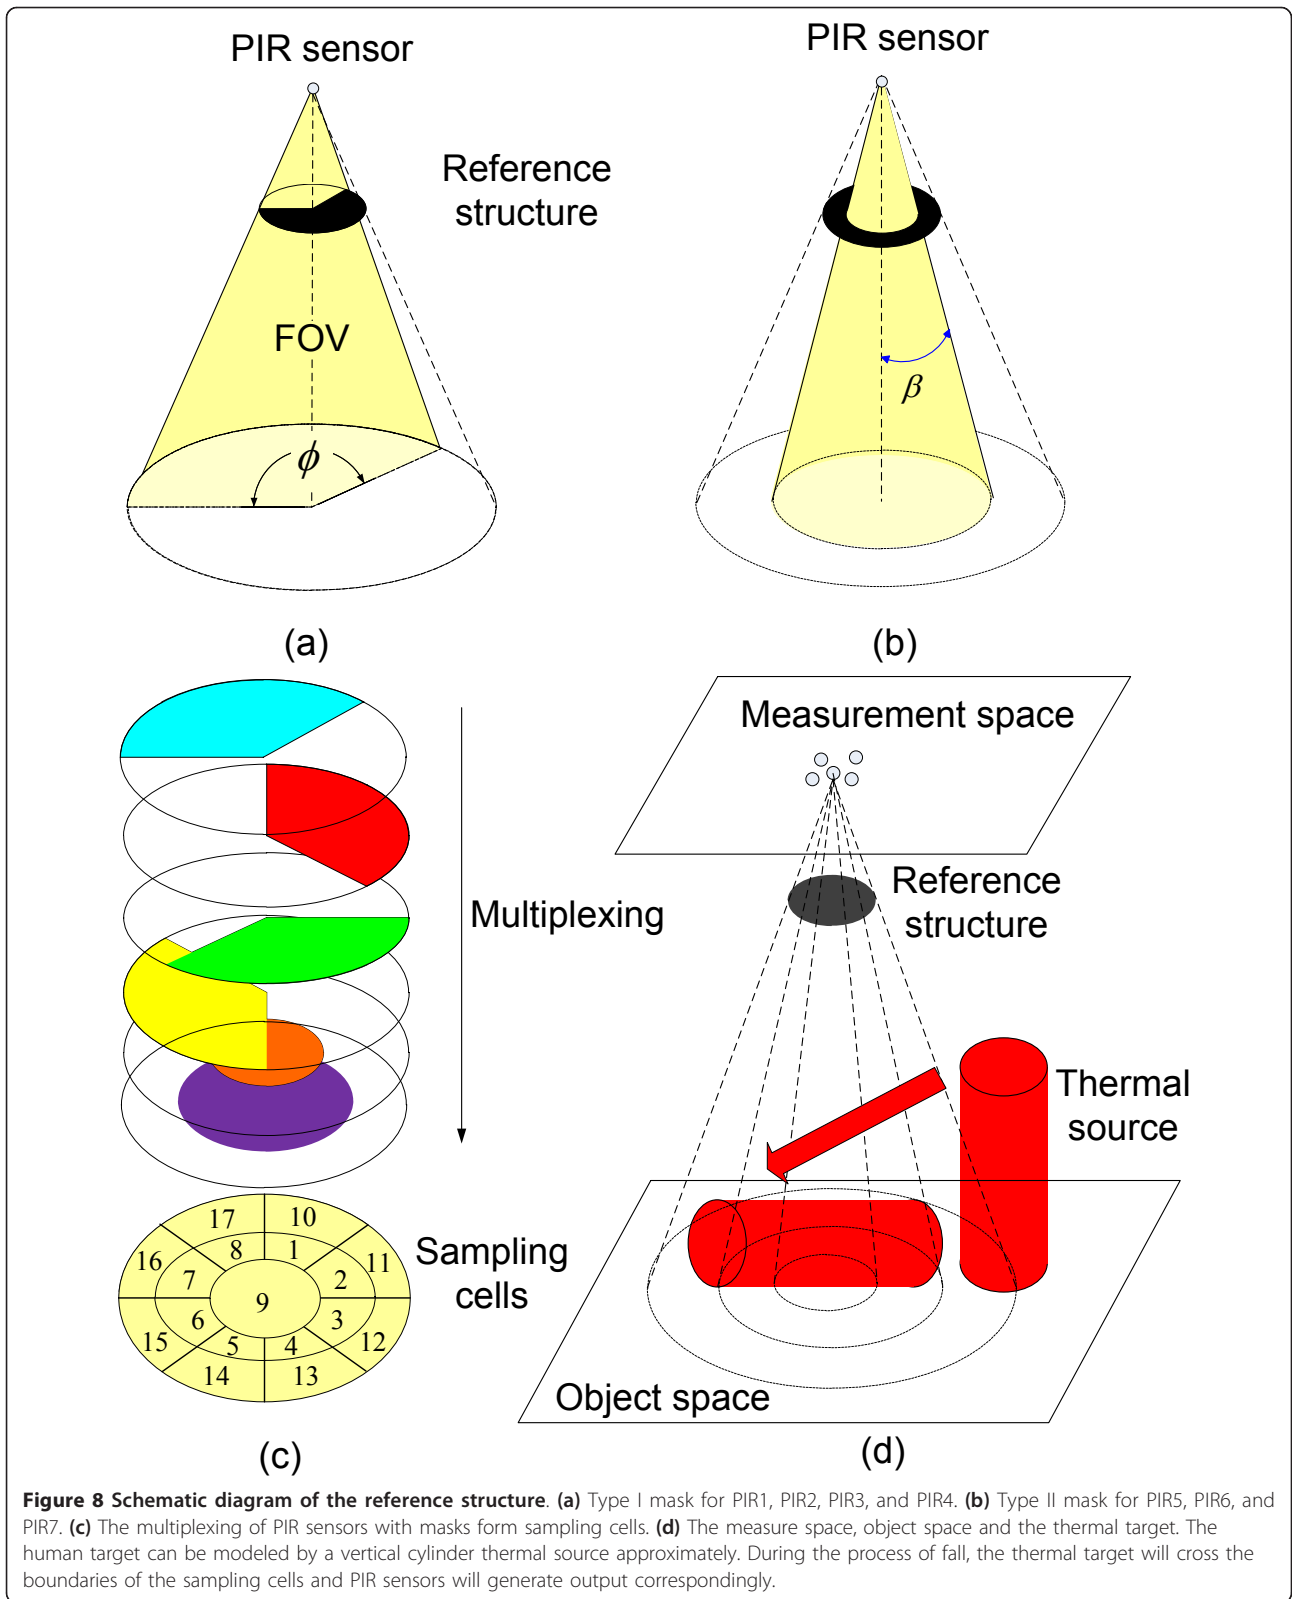 PIR sensor
PIR sensor
Reference
structure
FOV
ϕ
β
(a)
(b)
Measurement space
Multiplexing
Reference
structure
Thermal
source
Sampling
cells
17 10
16 8 1 11
7 2
9
6 3
15 5 4 12
14 13
Object space
(c)
(d)
Figure 8 Schematic diagram of the reference structure. (a) Type I mask for PIR1, PIR2, PIR3, and PIR4. (b) Type II mask for PIR5, PIR6, and
PIR7. (c) The multiplexing of PIR sensors with masks form sampling cells. (d) The measure space, object space and the thermal target. The
human target can be modeled by a vertical cylinder thermal source approximately. During the process of fall, the thermal target will cross the
boundaries of the sampling cells and PIR sensors will generate output correspondingly.